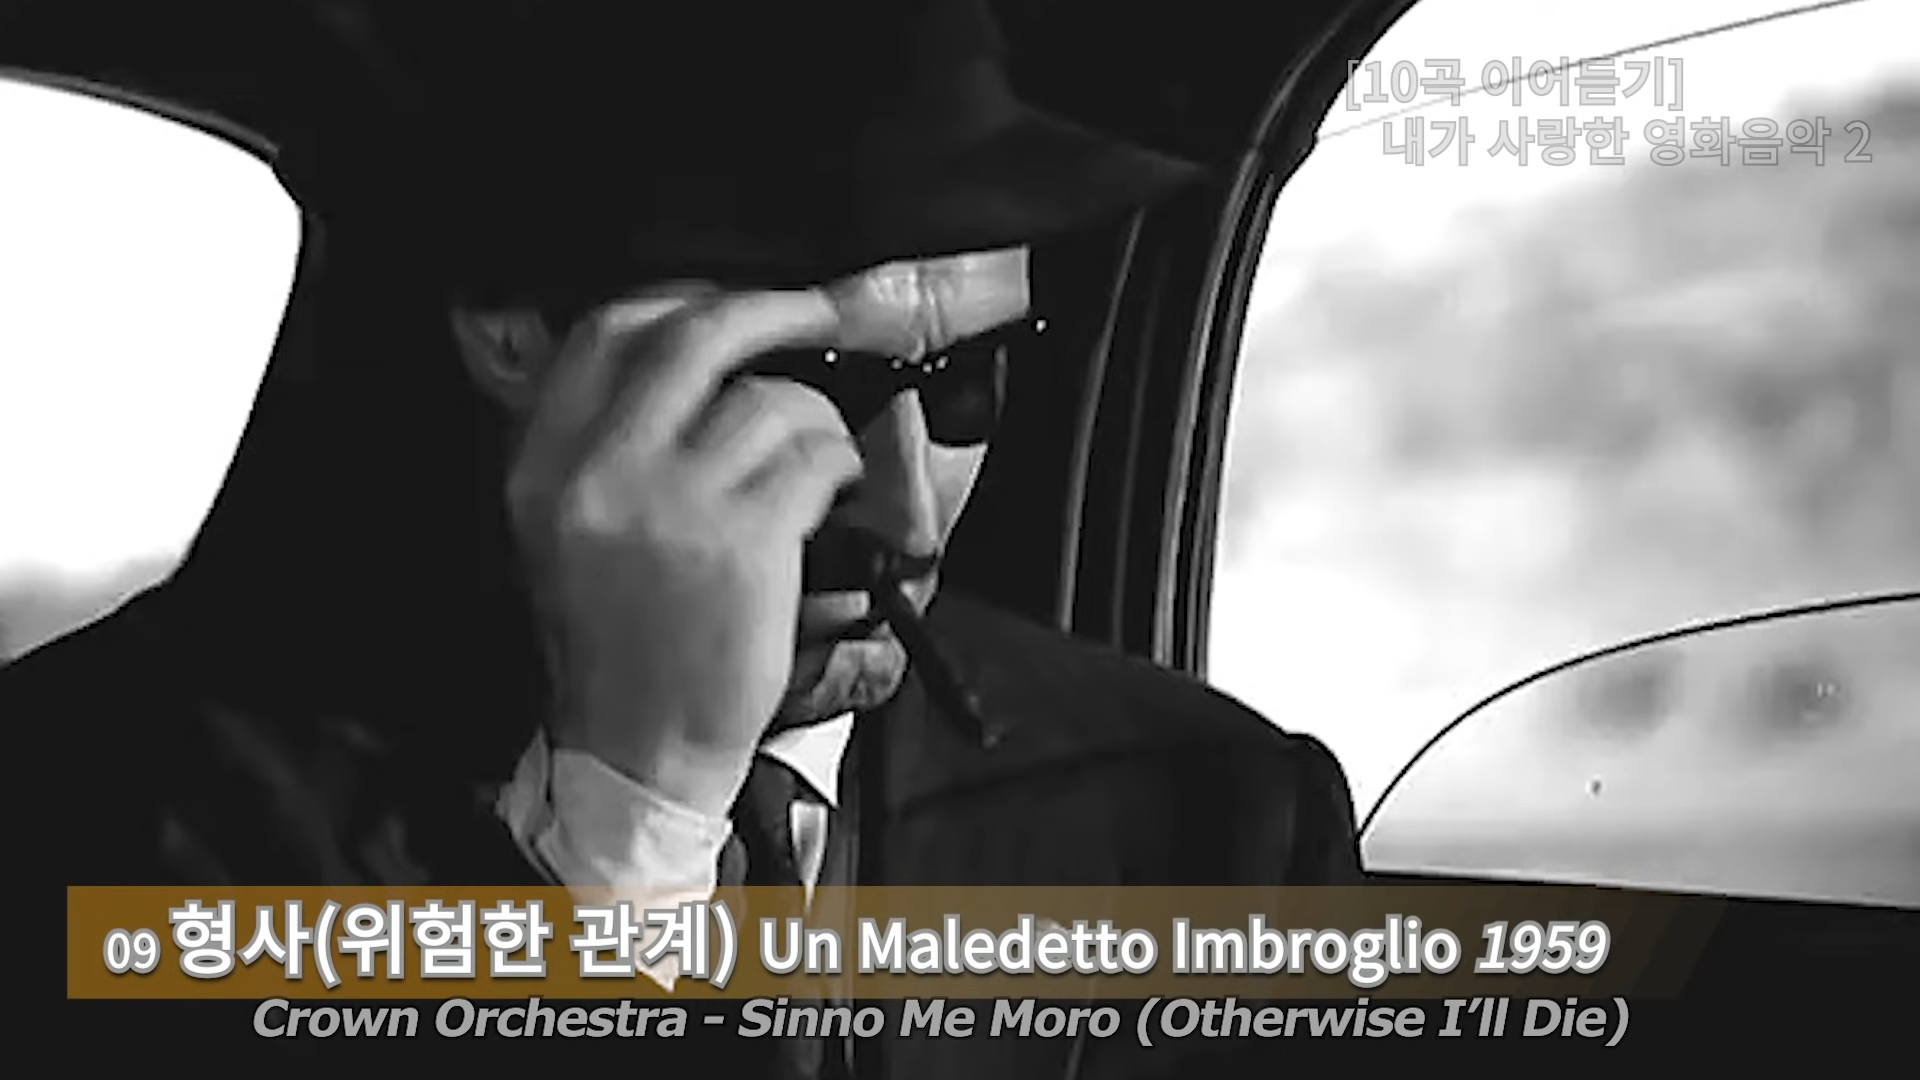 [10곡 이어듣기]
내가 사랑한 영화음악 2
09 형사(위험한 관계) Un Maledetto Imbroglio 1959
Crown Orchestra - Sinno Me Moro (Otherwise I’ll Die)